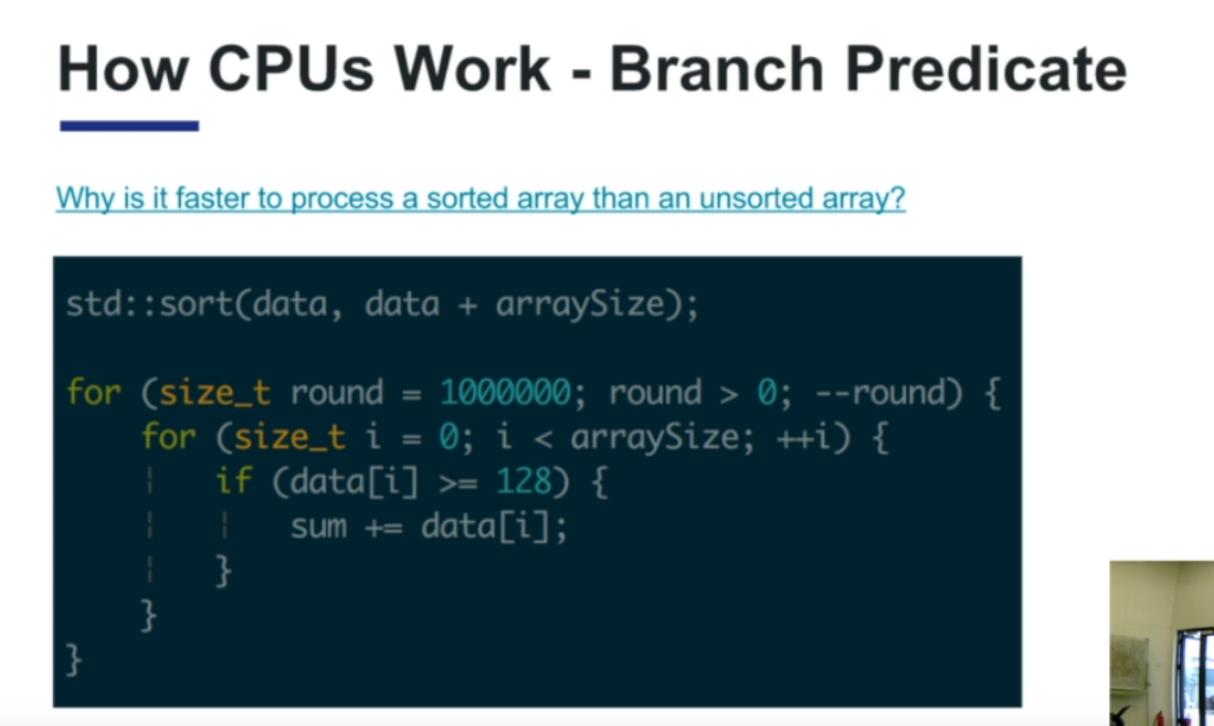 How CPUs Work - Branch Predicate
Why is it faster to process a sorted array than an unsorted array?
std::sort(data, data + arraySize);
for (size_t round = 1000000; round > 0; --round) {
for (size_t i = 0; i < arraySize; ++i) {
if (data[i] >= 128) {
sum += data[i];
}
}
}